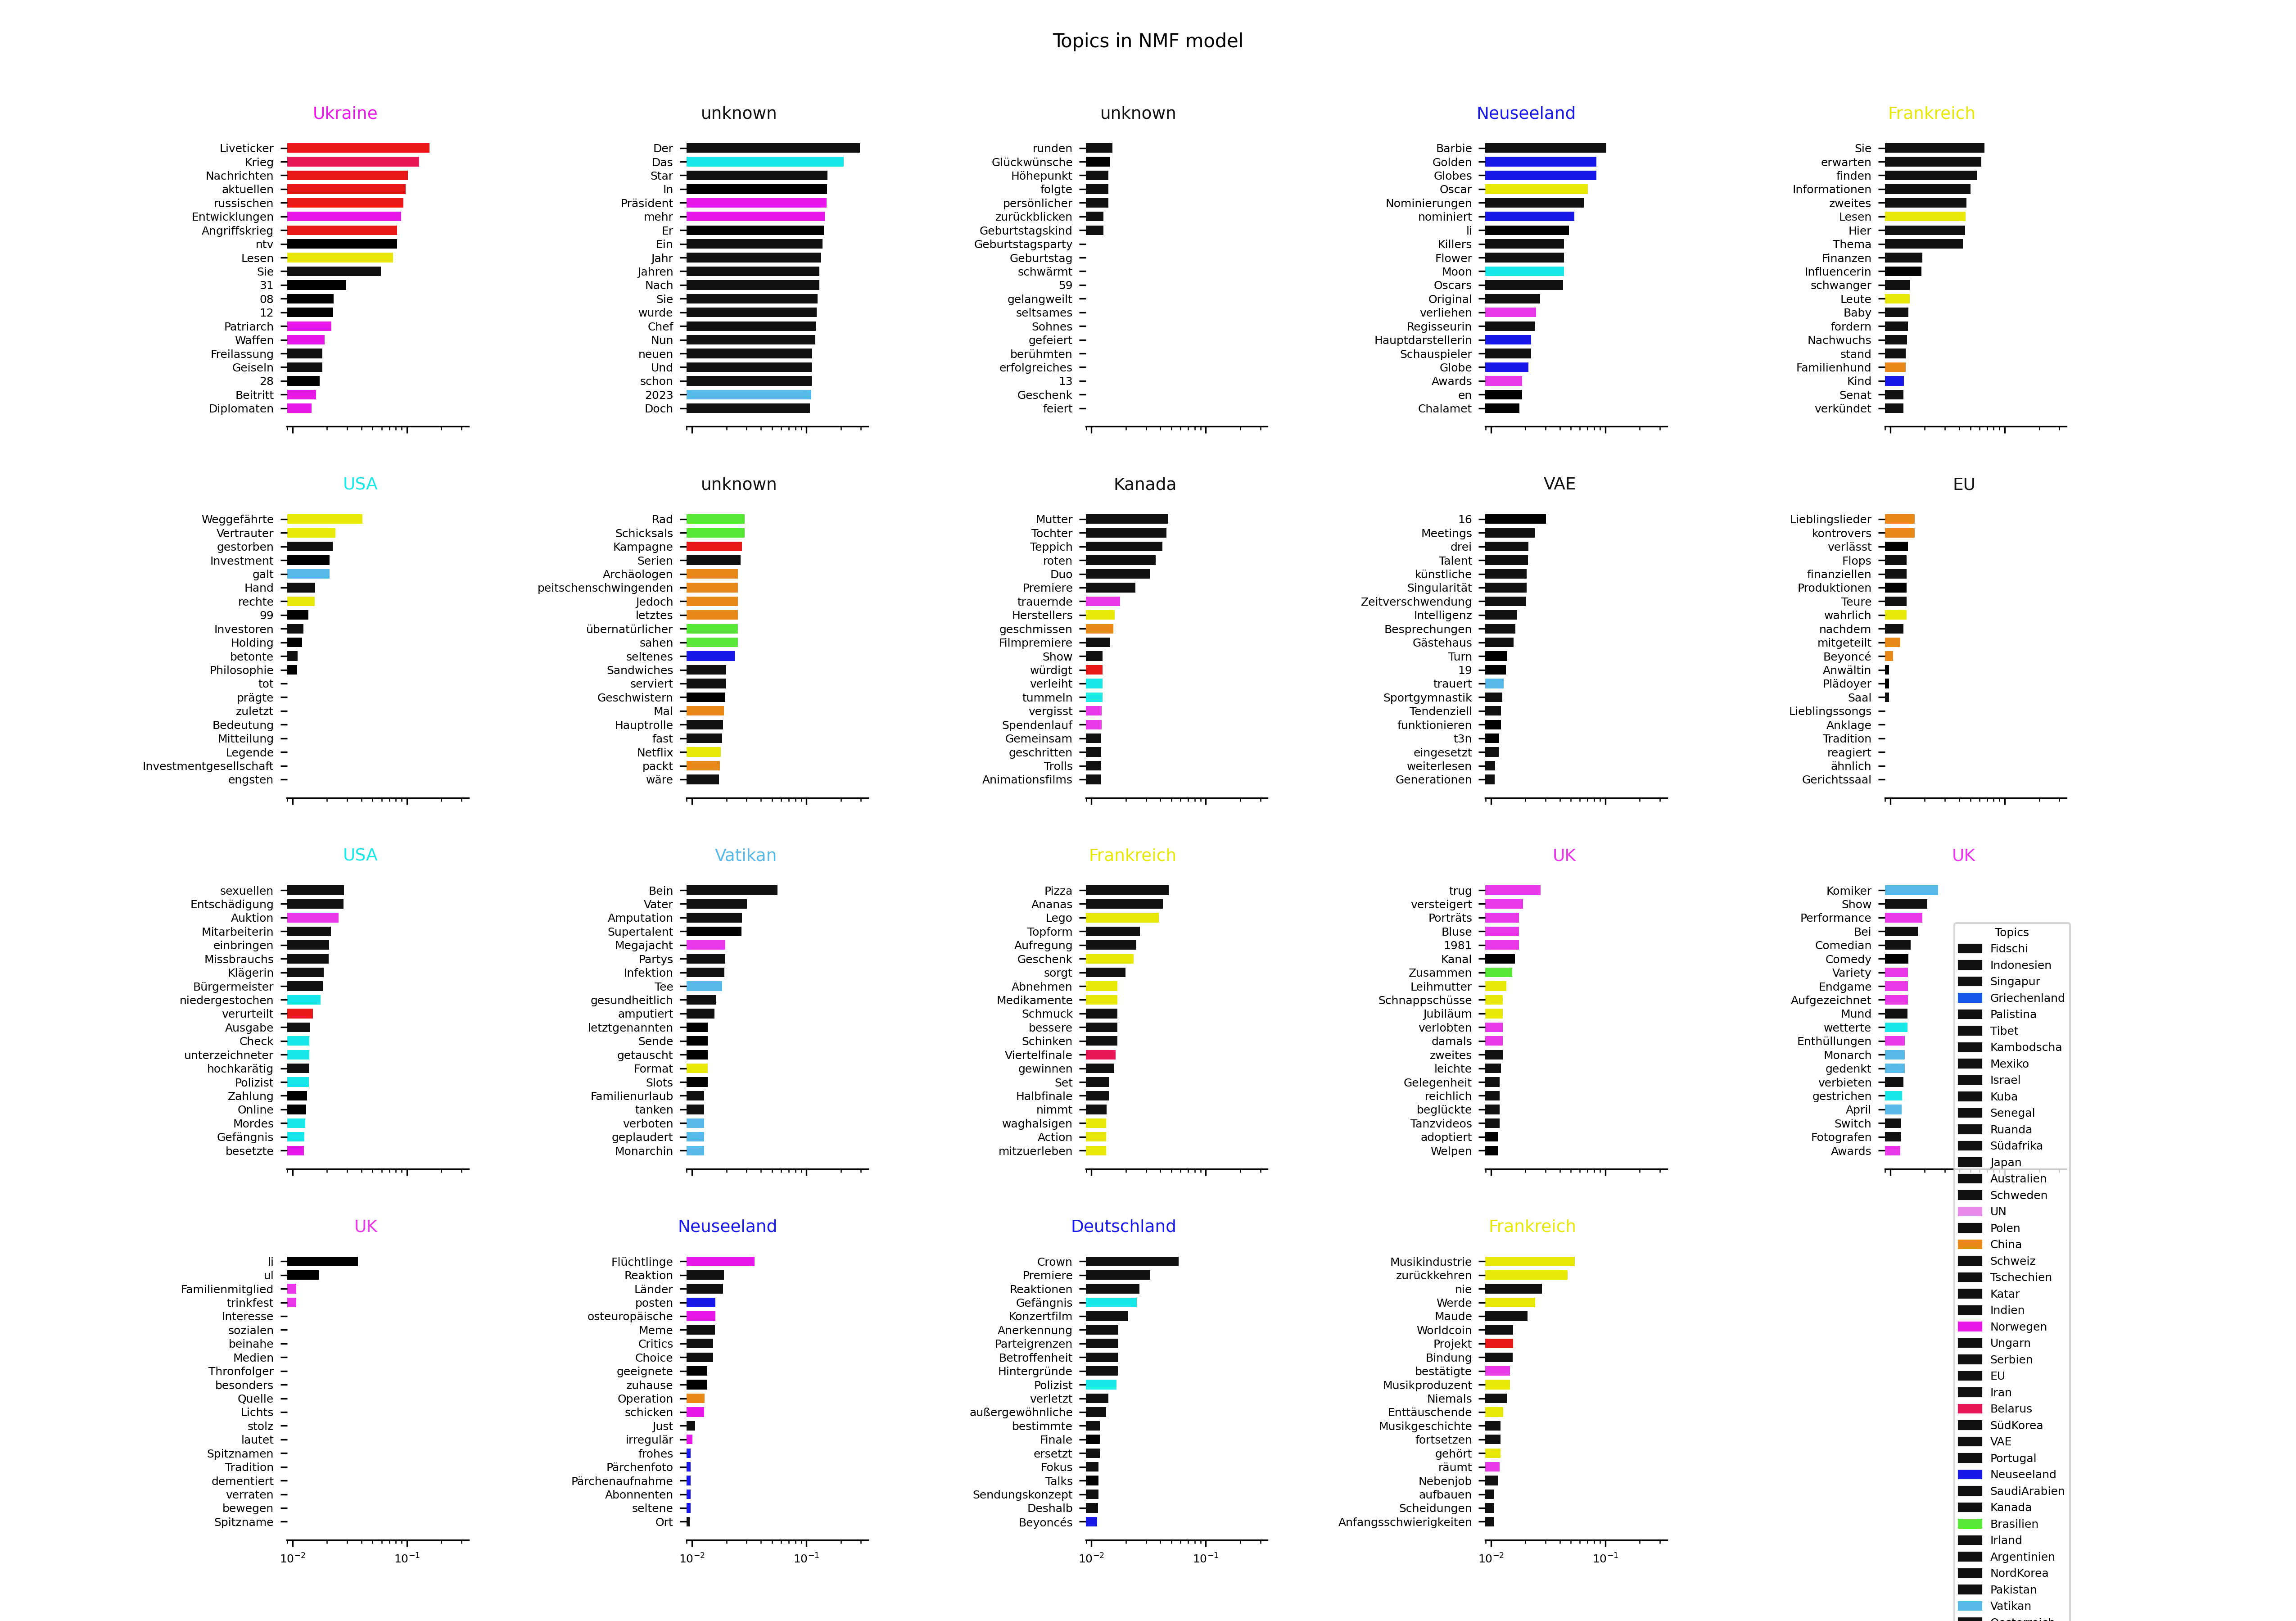 Topics in NMF model
Ukraine
Liveticker
Krieg
Nachrichten
aktuellen
russischen
Entwicklungen
Angriffskrieg
ntv
Lesen
Sie
31
08
12
Patriarch
Waffen
Freilassung
Geiseln
28
Beitritt
Diplomaten
unknown
Der
Das
Star
In
Präsident
mehr
Er
Ein
Jahr
Jahren
Nach
Sie
wurde
Chef
Nun
neuen
Und
schon
2023
Doch
unknown
runden
Glückwünsche
Höhepunkt
folgte
persönlicher
zurückblicken
Geburtstagskind
Geburtstagsparty
Geburtstag
schwärmt
59
gelangweilt
seltsames
Sohnes
gefeiert
berühmten
erfolgreiches
13
Geschenk
feiert
Neuseeland
Barbie
Golden
Globes
Oscar
Nominierungen
nominiert
li
Killers
Flower
Moon
Oscars
Original
verliehen
Regisseurin
Hauptdarstellerin
Schauspieler
Globe
Awards
en
Chalamet
Frankreich
Sie
erwarten
finden
Informationen
zweites
Lesen
Hier
Thema
Finanzen
Influencerin
schwanger
Leute
Baby
fordern
Nachwuchs
stand
Familienhund
Kind
Senat
verkündet
USA
Weggefährte
Vertrauter
gestorben
Investment
galt
Hand
rechte
99
Investoren
Holding
betonte
Philosophie
tot
prägte
zuletzt
Bedeutung
Mitteilung
Legende
Investmentgesellschaft
engsten
unknown
Rad
Schicksals
Kampagne
Serien
Archäologen
peitschenschwingenden
Jedoch
letztes
übernatürlicher
sahen
seltenes
Sandwiches
serviert
Geschwistern
Mal
Hauptrolle
fast
Netflix
packt
wäre
Kanada
Mutter
Tochter
Teppich
roten
Duo
Premiere
trauernde
Herstellers
geschmissen
Filmpremiere
Show
würdigt
verleiht
tummeln
vergisst
Spendenlauf
Gemeinsam
geschritten
Trolls
Animationsfilms
VAE
16
Meetings
drei
Talent
künstliche
Singularität
Zeitverschwendung
Intelligenz
Besprechungen
Gästehaus
Turn
19
trauert
Sportgymnastik
Tendenziell
funktionieren
t3n
eingesetzt
weiterlesen
Generationen
EU
Lieblingslieder
kontrovers
verlässt
Flops
finanziellen
Produktionen
Teure
wahrlich
nachdem
mitgeteilt
Beyoncé
Anwältin
Plädoyer
Saal
Lieblingssongs
Anklage
Tradition
reagiert
ähnlich
Gerichtssaal
USA
sexuellen
Entschädigung
Auktion
Mitarbeiterin
einbringen
Missbrauchs
Klägerin
Bürgermeister
niedergestochen
verurteilt
Ausgabe
Check
unterzeichneter
hochkarätig
Polizist
Zahlung
Online
Mordes
Gefängnis
besetzte
Vatikan
Bein
Vater
Amputation
Supertalent
Megajacht
Partys
Infektion
Tee
gesundheitlich
amputiert
letztgenannten
Sende
getauscht
Format
Slots
Familienurlaub
tanken
verboten
geplaudert
Monarchin
Frankreich
Pizza
Ananas
Lego
Topform
Aufregung
Geschenk
sorgt
Abnehmen
Medikamente
Schmuck
bessere
Schinken
Viertelfinale
gewinnen
Set
Halbfinale
nimmt
waghalsigen
Action
mitzuerleben
UK
trug
versteigert
Porträts
Bluse
1981
Kanal
Zusammen
Leihmutter
Schnappschüsse
Jubiläum
verlobten
damals
zweites
leichte
Gelegenheit
reichlich
beglückte
Tanzvideos
adoptiert
Welpen
UK
Komiker
Show
Performance
Bei
Comedian
Comedy
Variety
Endgame
Aufgezeichnet
Mund
wetterte
Enthüllungen
Monarch
gedenkt
verbieten
gestrichen
April
Switch
Fotografen
Awards
UK
li
ul
Familienmitglied
trinkfest
Interesse
sozialen
beinahe
Medien
Thronfolger
besonders
Quelle
Lichts
stolz
lautet
Spitznamen
Tradition
dementiert
verraten
bewegen
Spitzname
10⁻² 10⁻¹
Neuseeland
Flüchtlinge
Reaktion
Länder
posten
osteuropäische
Meme
Critics
Choice
geeignete
zuhause
Operation
schicken
Just
irregulär
frohes
Pärchenfoto
Pärchenaufnahme
Abonnenten
seltene
Ort
10⁻² 10⁻¹
Deutschland
Crown
Premiere
Reaktionen
Gefängnis
Konzertfilm
Anerkennung
Parteigrenzen
Betroffenheit
Hintergründe
Polizist
verletzt
außergewöhnliche
bestimmte
Finale
ersetzt
Fokus
Talks
Sendungskonzept
Deshalb
Beyoncés
10⁻² 10⁻¹
Frankreich
Musikindustrie
zurückkehren
nie
Werde
Maude
Worldcoin
Projekt
Bindung
bestätigte
Musikproduzent
Niemals
Enttäuschende
Musikgeschichte
fortsetzen
gehört
räumt
Nebenjob
aufbauen
Scheidungen
Anfangsschwierigkeiten
10⁻² 10⁻¹
Topics
Fidschi
Indonesien
Singapur
Griechenland
Palistina
Tibet
Kambodscha
Mexiko
Israel
Kuba
Senegal
Ruanda
Südafrika
Japan
Australien
Schweden
UN
Polen
China
Schweiz
Tschechien
Katar
Indien
Norwegen
Ungarn
Serbien
EU
Iran
Belarus
SüdKorea
VAE
Portugal
Neuseeland
SaudiArabien
Kanada
Brasilien
Irland
Argentinien
NordKorea
Pakistan
Vatikan